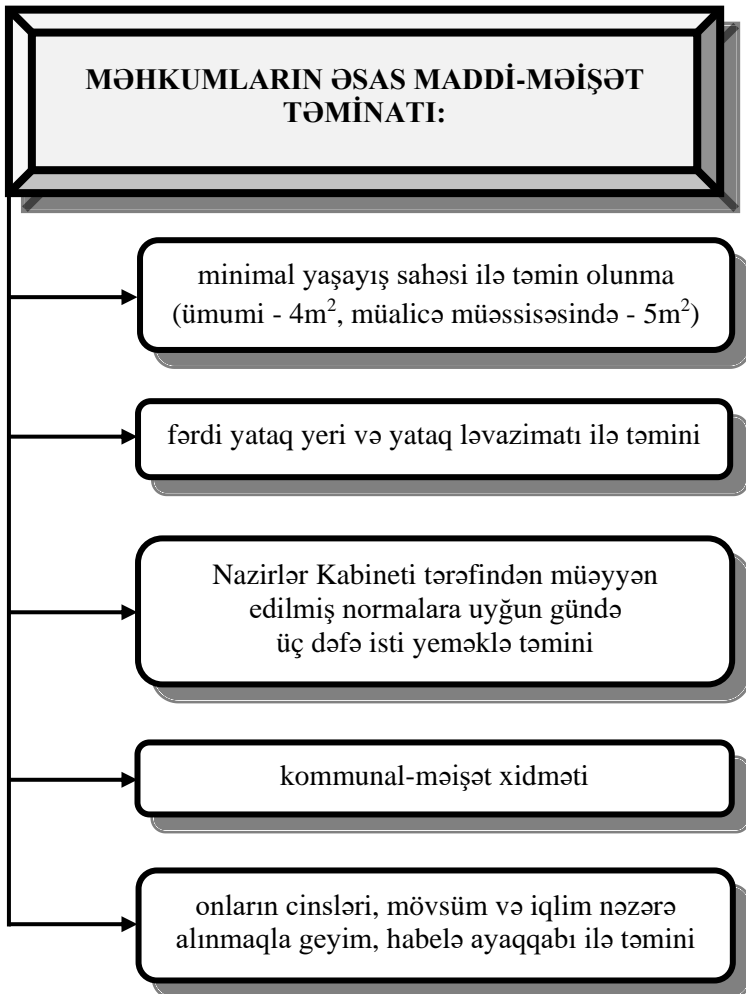 MƏHKUMLARIN ƏSAS MADDİ-MƏİŞƏT
TƏMİNATI:
minimal yaşayış sahəsi ilə təmin olunma
(ümumi - 4m², müalicə müəssisəsində - 5m²)
fərdi yataq yeri və yataq ləvazimatı ilə təmini
Nazirlər Kabineti tərəfindən müəyyən
edilmiş normalara uyğun gündə
üç dəfə isti yeməklə təmini
kommunal-məişət xidməti
onların cinsləri, mövsüm və iqlim nəzərə
alınmaqla geyim, habelə ayaqqabı ilə təmini